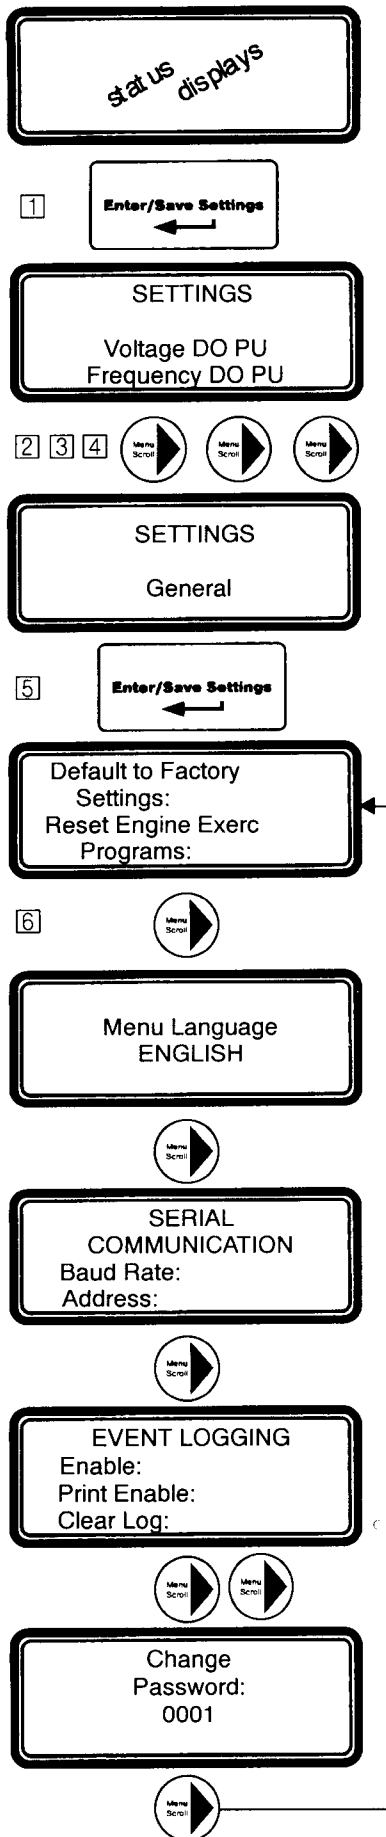 status displays
1
Enter/Save Settings
SETTINGS
Voltage DO PU
Frequency DO PU
2 3 4
Menu Scroll
Menu Scroll
Menu Scroll
SETTINGS
General
5
Enter/Save Settings
Default to Factory
Settings:
Reset Engine Exerc
Programs:
6
Menu Scroll
Menu Language
ENGLISH
Menu Scroll
SERIAL
COMMUNICATION
Baud Rate:
Address:
Menu Scroll
EVENT LOGGING
Enable:
Print Enable:
Clear Log:
Menu Scroll
Menu Scroll
Change
Password:
0001
Menu Scroll